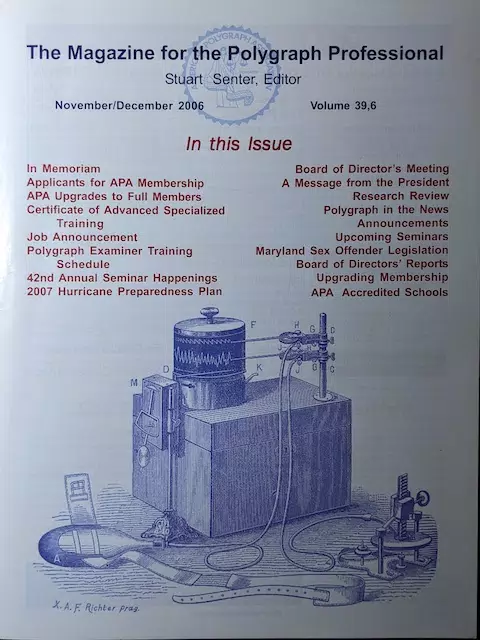 The Magazine for the Polygraph Professional
Stuart Senter, Editor
November/December 2006 Volume 39,6
In this Issue
In Memoriam
Applicants for APA Membership
APA Upgrades to Full Members
Certificate of Advanced Specialized
Training
Job Announcement
Polygraph Examiner Training
Schedule
42nd Annual Seminar Happenings
2007 Hurricane Preparedness Plan
Board of Director's Meeting
A Message from the President
Research Review
Polygraph in the News
Announcements
Upcoming Seminars
Maryland Sex Offender Legislation
Board of Directors' Reports
Upgrading Membership
APA Accredited Schools
F
H G D
K
J G C
M
D
X.A.F. Richter prag.